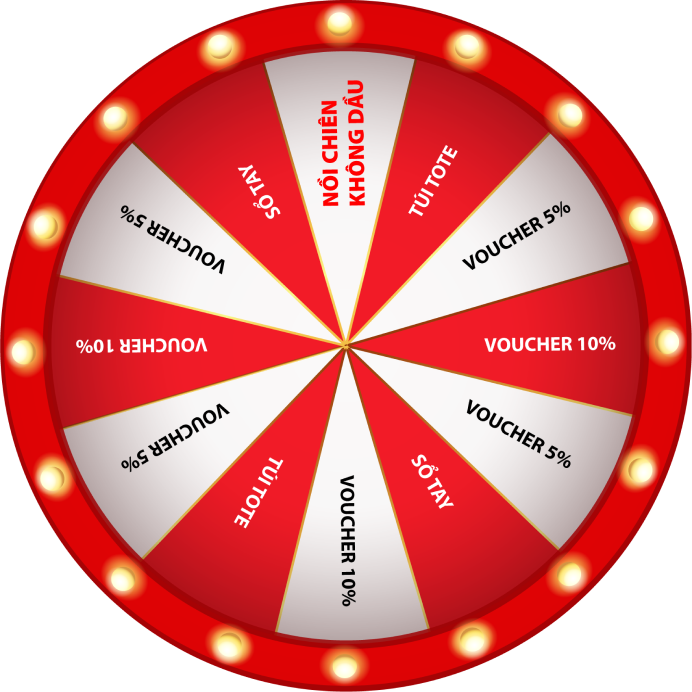 NỒI CHIÊN
KHÔNG DẦU
TÚI TOTE
VOUCHER 5%
VOUCHER 10%
VOUCHER 5%
SỔ TAY
VOUCHER 10%
TÚI TOTE
VOUCHER 5%
VOUCHER 10%
VOUCHER 5%
SỔ TAY